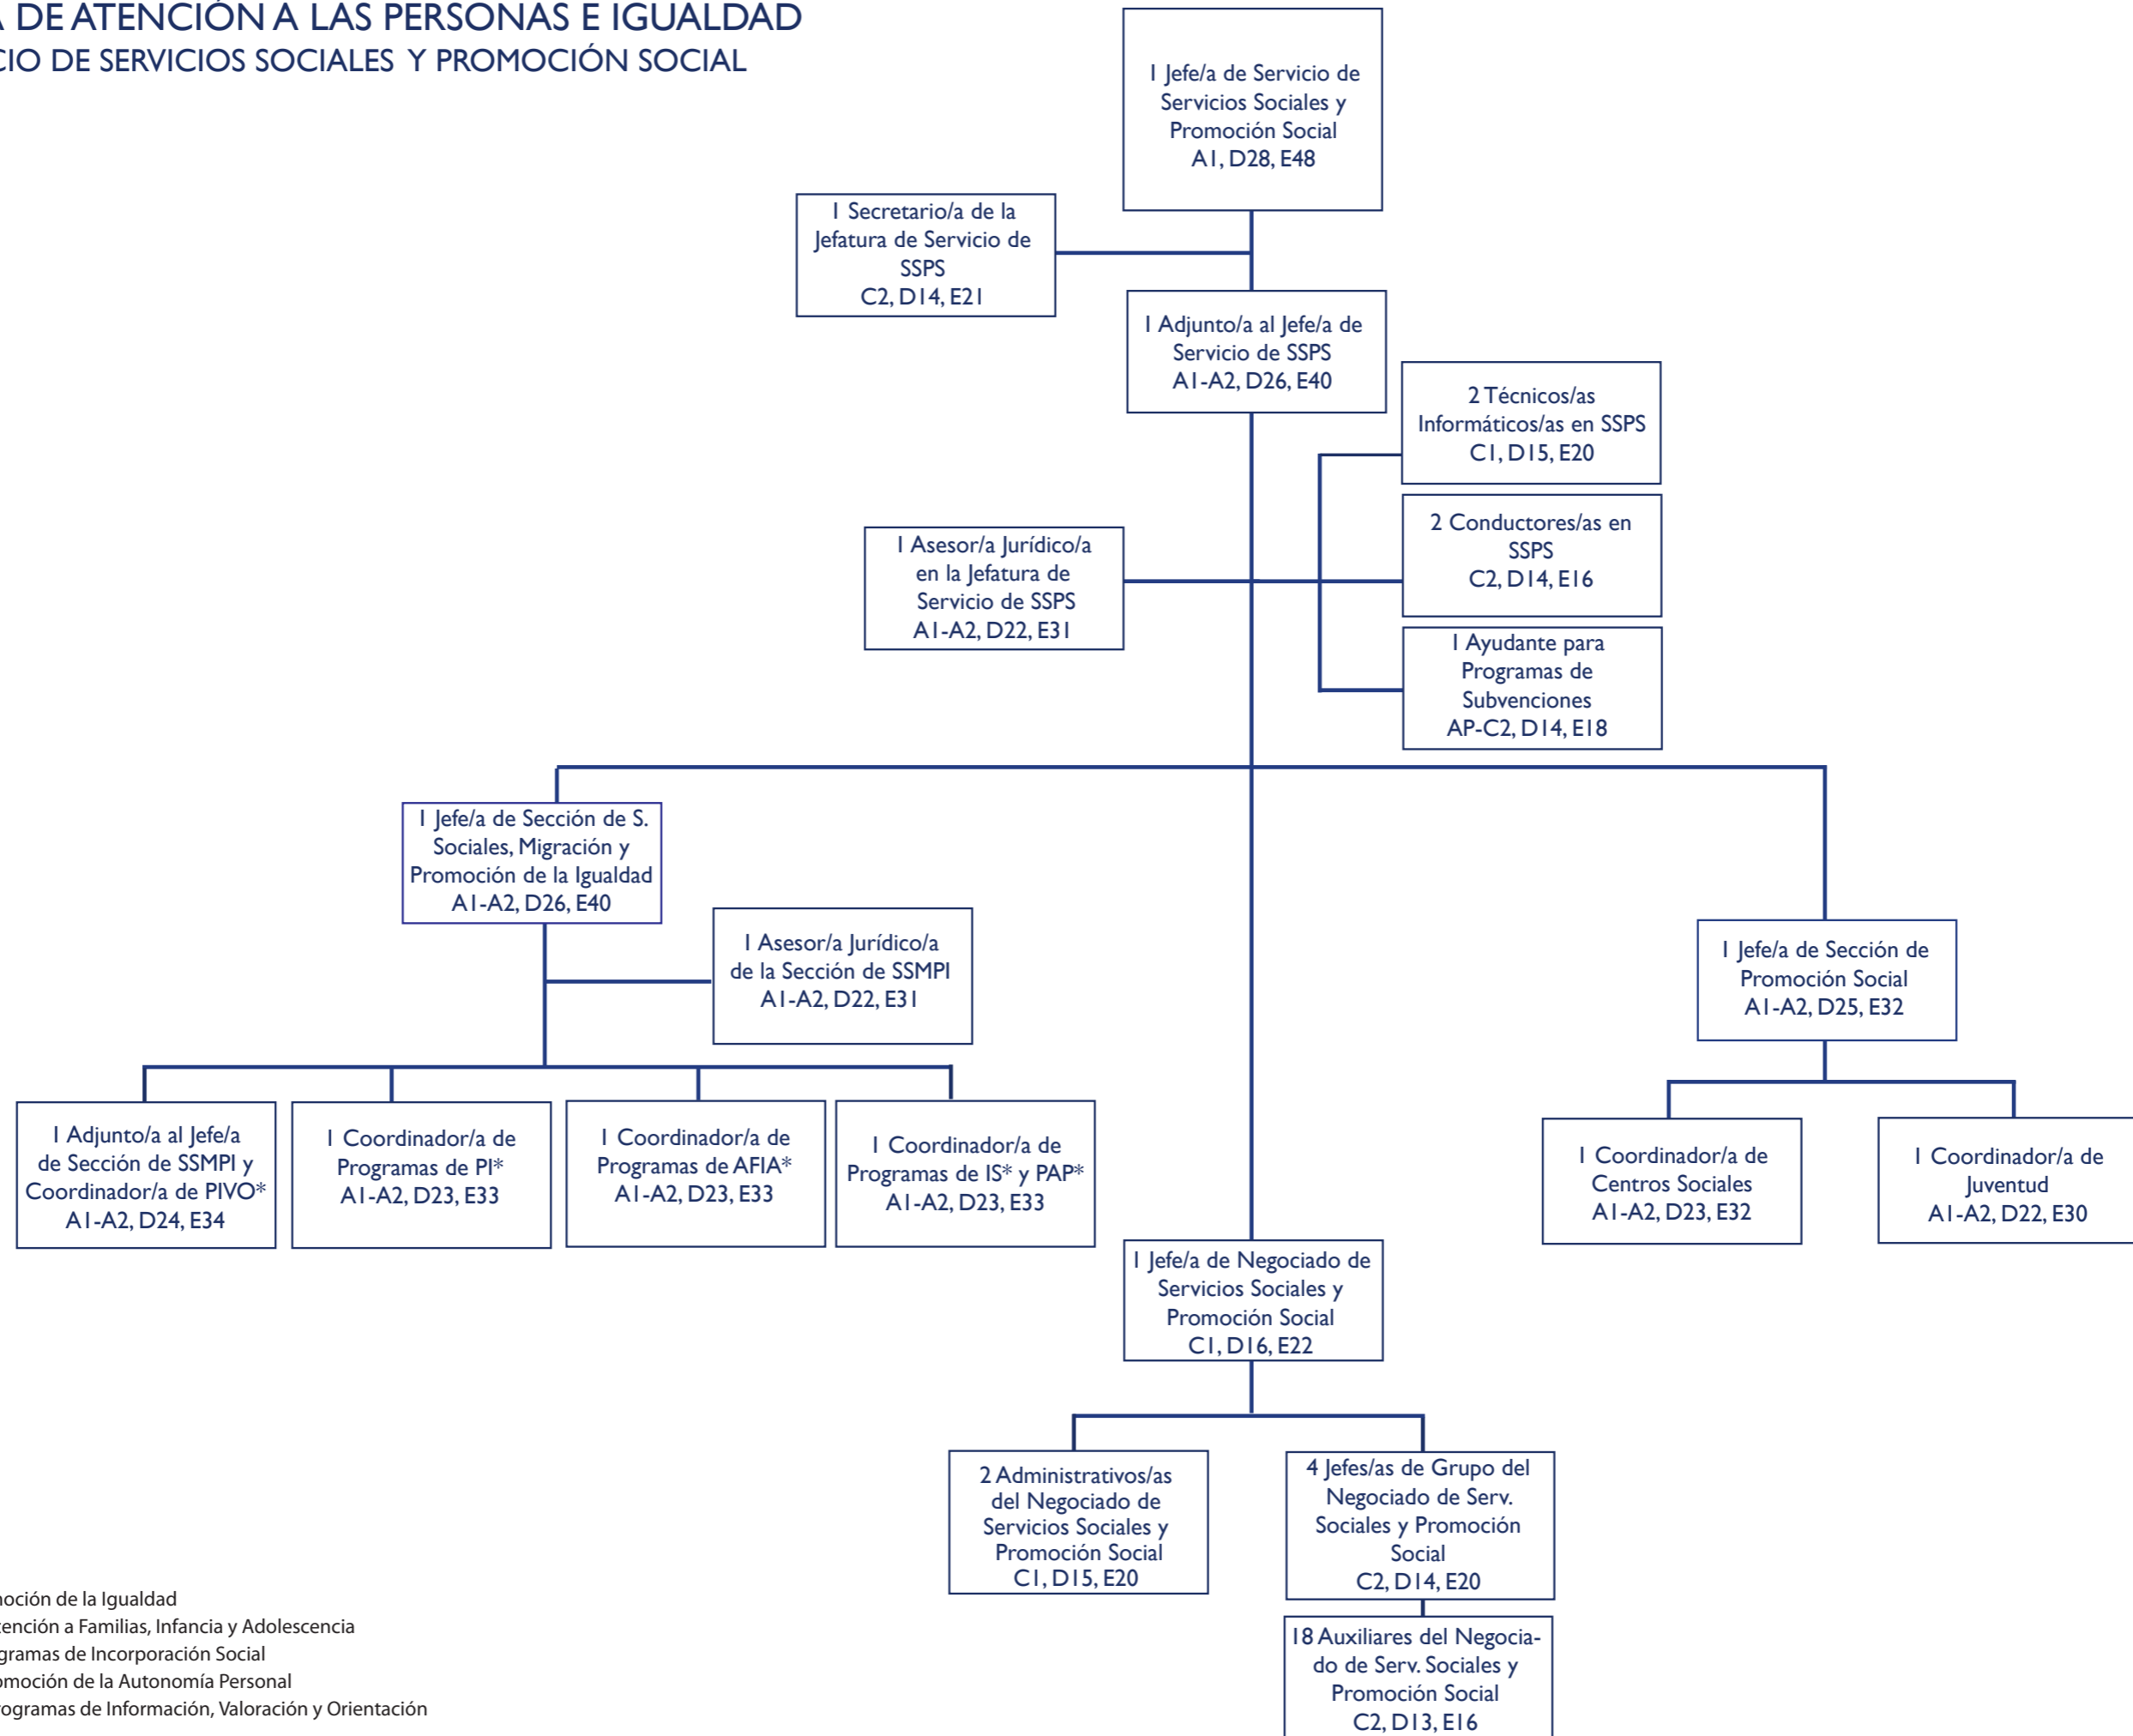 A DE ATENCIÓN A LAS PERSONAS E IGUALDAD
CIO DE SERVICIOS SOCIALES Y PROMOCIÓN SOCIAL
1 Jefe/a de Servicio de
Servicios Sociales y
Promoción Social
A1, D28, E48
1 Secretario/a de la
Jefatura de Servicio de
SSPS
C2, D14, E21
1 Adjunto/a al Jefe/a de
Servicio de SSPS
A1-A2, D26, E40
2 Técnicos/as
Informáticos/as en SSPS
C1, D15, E20
2 Conductores/as en
SSPS
C2, D14, E16
1 Asesor/a Jurídico/a
en la Jefatura de
Servicio de SSPS
A1-A2, D22, E31
1 Ayudante para
Programas de
Subvenciones
AP-C2, D14, E18
1 Jefe/a de Sección de S.
Sociales, Migración y
Promoción de la Igualdad
A1-A2, D26, E40
1 Asesor/a Jurídico/a
de la Sección de SSMPI
A1-A2, D22, E31
1 Jefe/a de Sección de
Promoción Social
A1-A2, D25, E32
1 Adjunto/a al Jefe/a
de Sección de SSMPI y
Coordinador/a de PIVO*
A1-A2, D24, E34
1 Coordinador/a de
Programas de PI*
A1-A2, D23, E33
1 Coordinador/a de
Programas de AFIA*
A1-A2, D23, E33
1 Coordinador/a de
Programas de IS* y PAP*
A1-A2, D23, E33
1 Coordinador/a de
Centros Sociales
A1-A2, D23, E32
1 Coordinador/a de
Juventud
A1-A2, D22, E30
1 Jefe/a de Negociado de
Servicios Sociales y
Promoción Social
C1, D16, E22
2 Administrativos/as
del Negociado de
Servicios Sociales y
Promoción Social
C1, D15, E20
4 Jefes/as de Grupo del
Negociado de Serv.
Sociales y Promoción
Social
C2, D14, E20
18 Auxiliares del Negocia-
do de Serv. Sociales y
Promoción Social
C2, D13, E16
noción de la Igualdad
tención a Familias, Infancia y Adolescencia
gramas de Incorporación Social
omoción de la Autonomía Personal
rogramas de Información, Valoración y Orientación